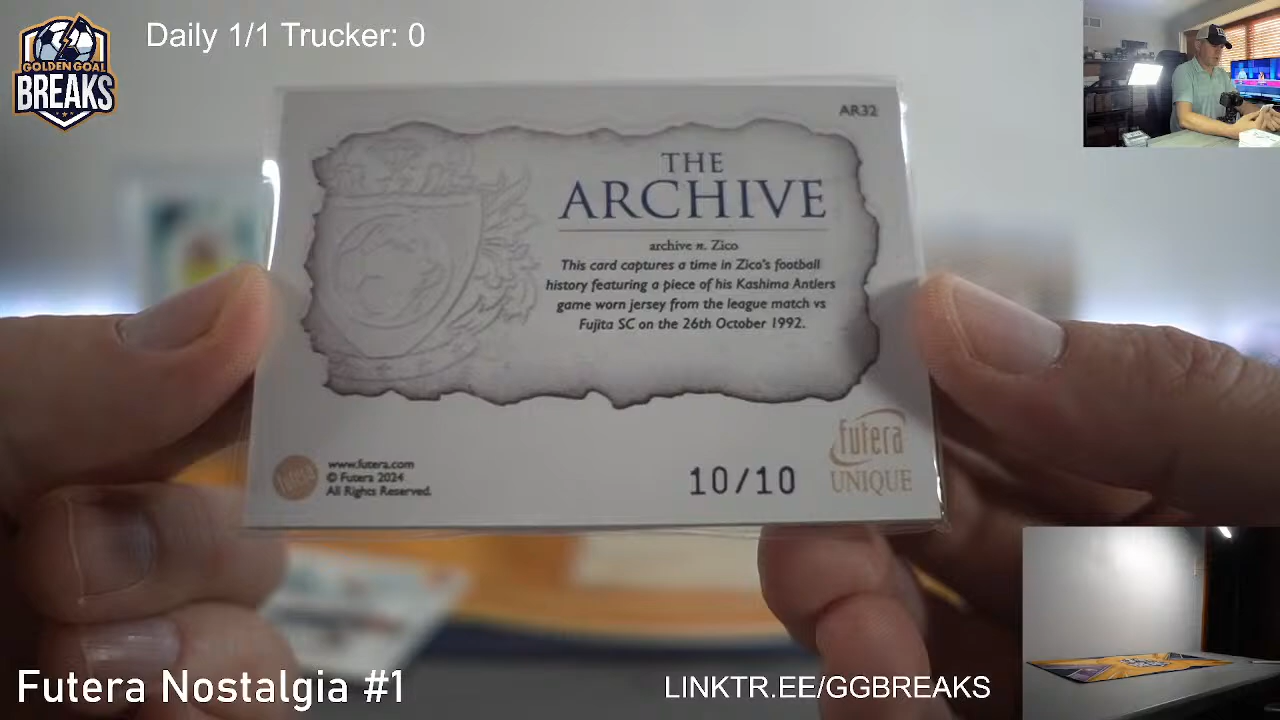 Daily 1/1 Trucker: 0
GOLDEN GOAL
BREAKS
AR32
THE
ARCHIVE
archive n. Zico
This card captures a time in Zico's football
history featuring a piece of his Kashima Antlers
game worn jersey from the league match vs
Fujita SC on the 26th October 1992.
futera
www.futera.com
© Futera 2024
All Rights Reserved.
10/10
futera
UNIQUE
Futera Nostalgia #1
LINKTR.EE/GGBREAKS